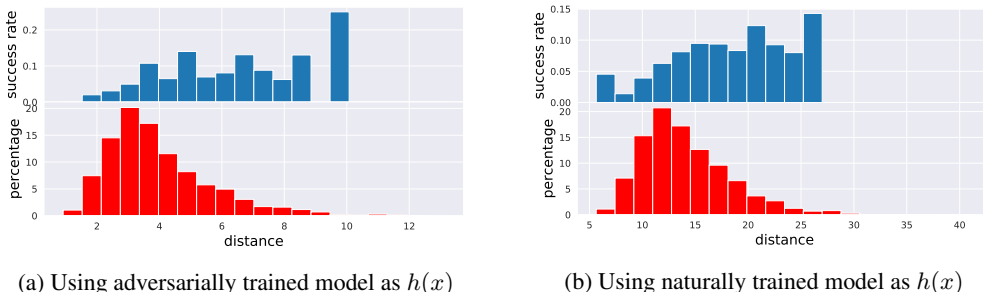 success rate
0.2
0.1
0.0
percentage
20
15
10
5
0
2 4 6 8 10 12
distance
(a) Using adversarially trained model as h(x)
success rate
0.15
0.10
0.05
0.00
percentage
20
15
10
5
0
5 10 15 20 25 30 35 40
distance
(b) Using naturally trained model as h(x)